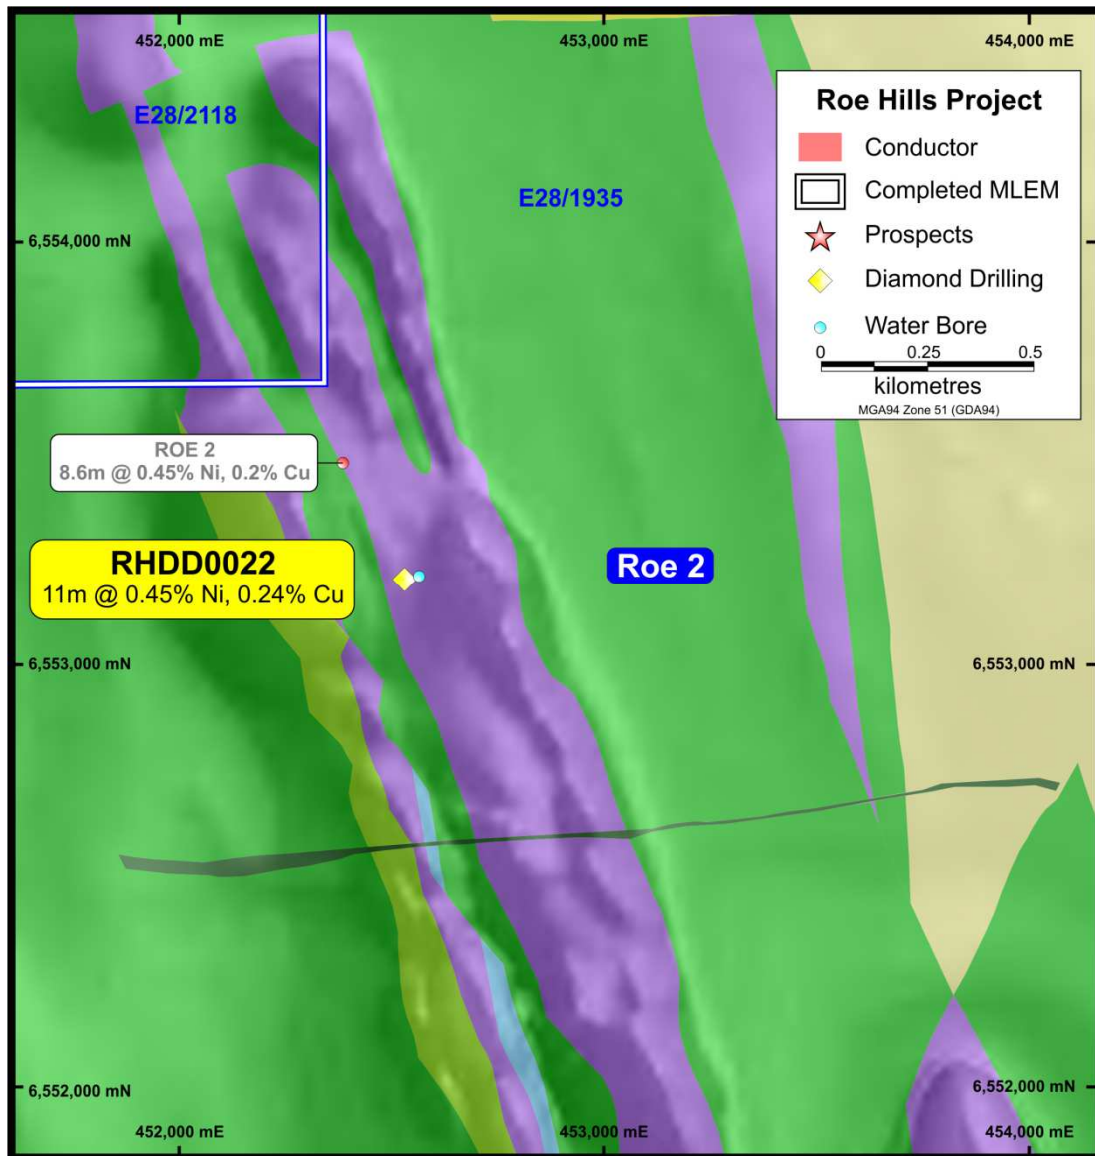 452,000 mE
453,000 mE
454,000 mE
Roe Hills Project
Conductor
Completed MLEM
Prospects
Diamond Drilling
Water Bore
0 0.25 0.5
kilometres
MGA94 Zone 51 (GDA94)
E28/2118
E28/1935
6,554,000 mN
ROE 2
8.6m @ 0.45% Ni, 0.2% Cu
RHDD0022
11m @ 0.45% Ni, 0.24% Cu
Roe 2
6,553,000 mN
6,553,000 mN
6,552,000 mN
6,552,000 mN
452,000 mE
453,000 mE
454,000 mE